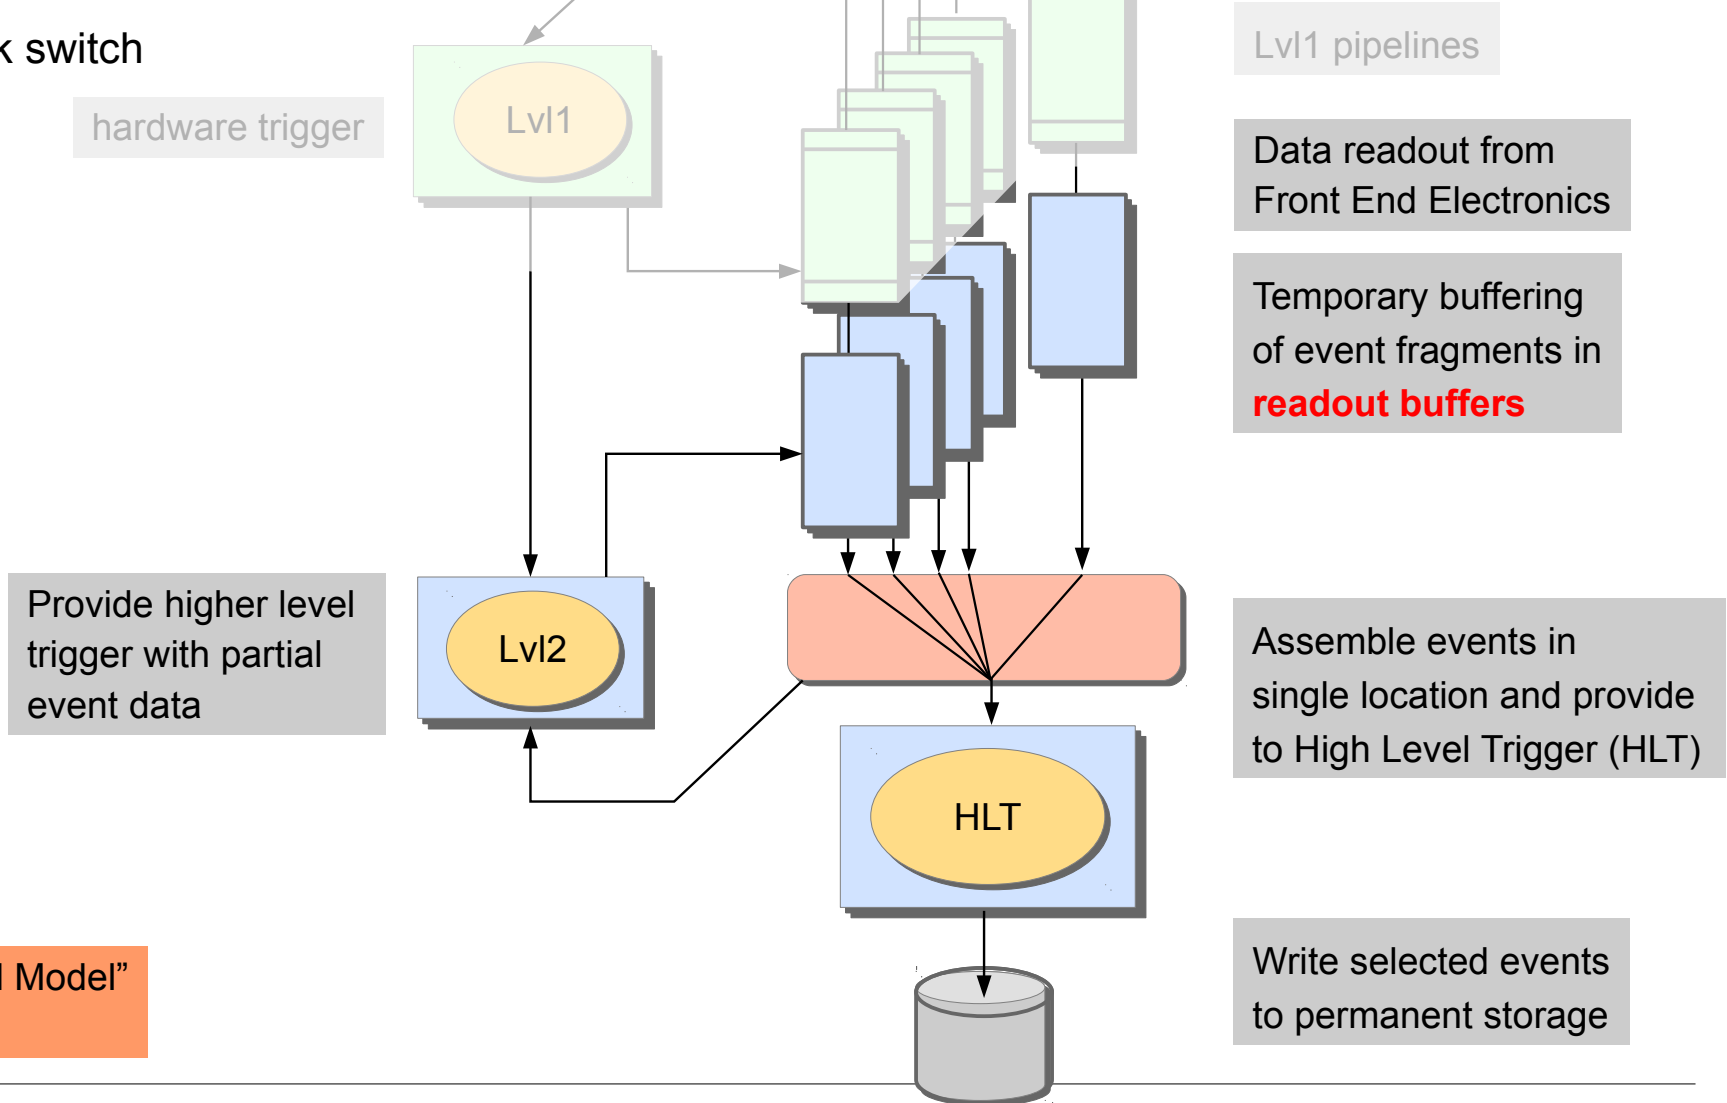 switch
Lvl1 pipelines
hardware trigger
Lvl1
Data readout from
Front End Electronics
Temporary buffering
of event fragments in
readout buffers
Provide higher level
trigger with partial
event data
Lvl2
Assemble events in
single location and provide
to High Level Trigger (HLT)
HLT
Model”
Write selected events
to permanent storage